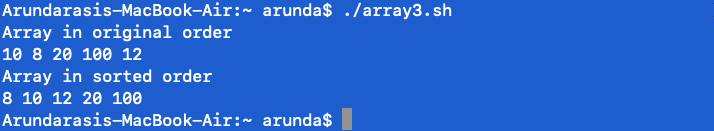 Arundarasis-MacBook-Air:~ arunda$ ./array3.sh
Array in original order
10 8 20 100 12
Array in sorted order
8 10 12 20 100
Arundarasis-MacBook-Air:~ arunda$